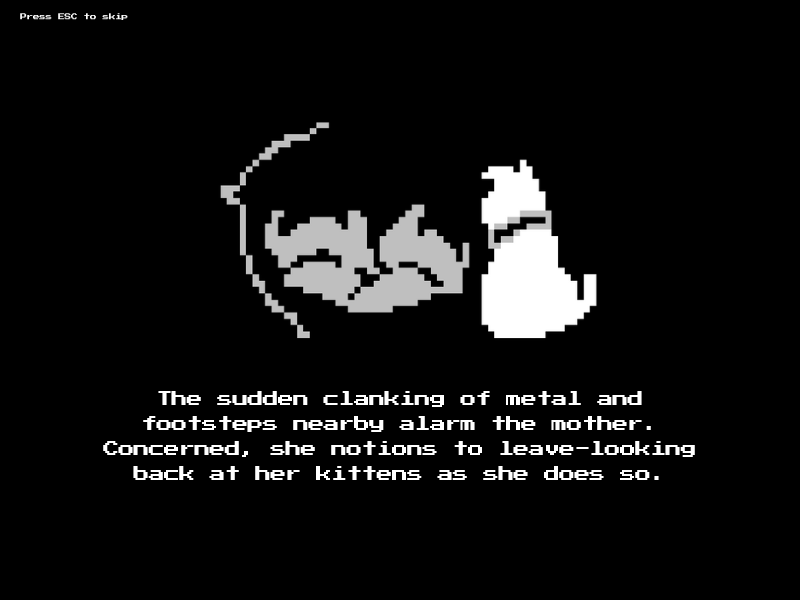 Press ESC to skip
The sudden clanking of metal and
footsteps nearby alarm the mother.
Concerned, she notions to leave-looking
back at her kittens as she does so.